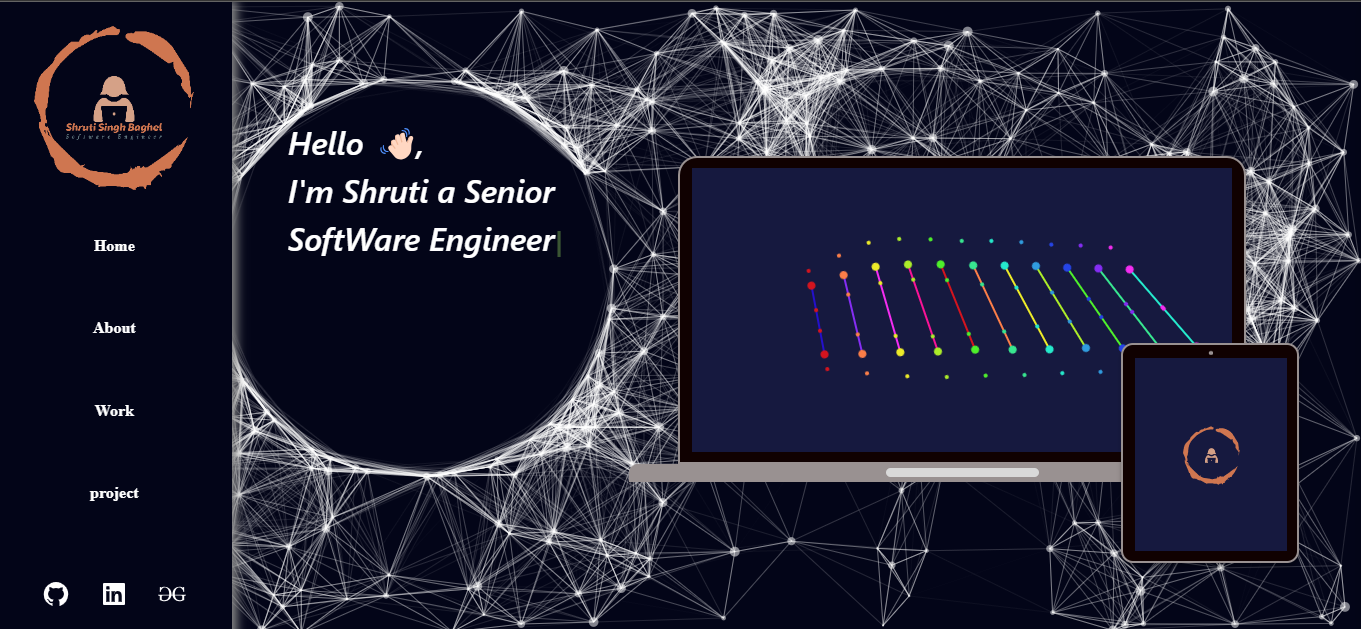 Shruti Singh Baghel
Software Engineer
Home
About
Work
project
Hello 👋,
I'm Shruti a Senior
SoftWare Engineer